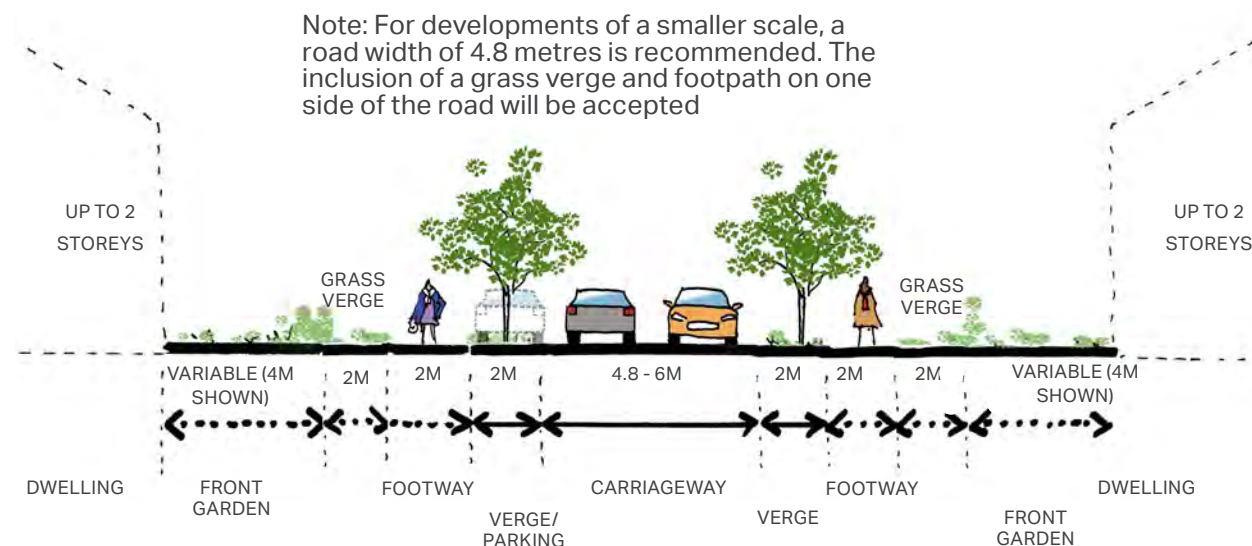 Note: For developments of a smaller scale, a
road width of 4.8 metres is recommended. The
inclusion of a grass verge and footpath on one
side of the road will be accepted
UP TO 2
STOREYS
UP TO 2
STOREYS
GRASS
VERGE
GRASS
VERGE
VARIABLE (4M
SHOWN)
2M
2M
2M
4.8 - 6M
2M
2M
2M
VARIABLE (4M
SHOWN)
DWELLING
FRONT
GARDEN
FOOTWAY
VERGE/
PARKING
CARRIAGEWAY
VERGE
FOOTWAY
FRONT
GARDEN
DWELLING